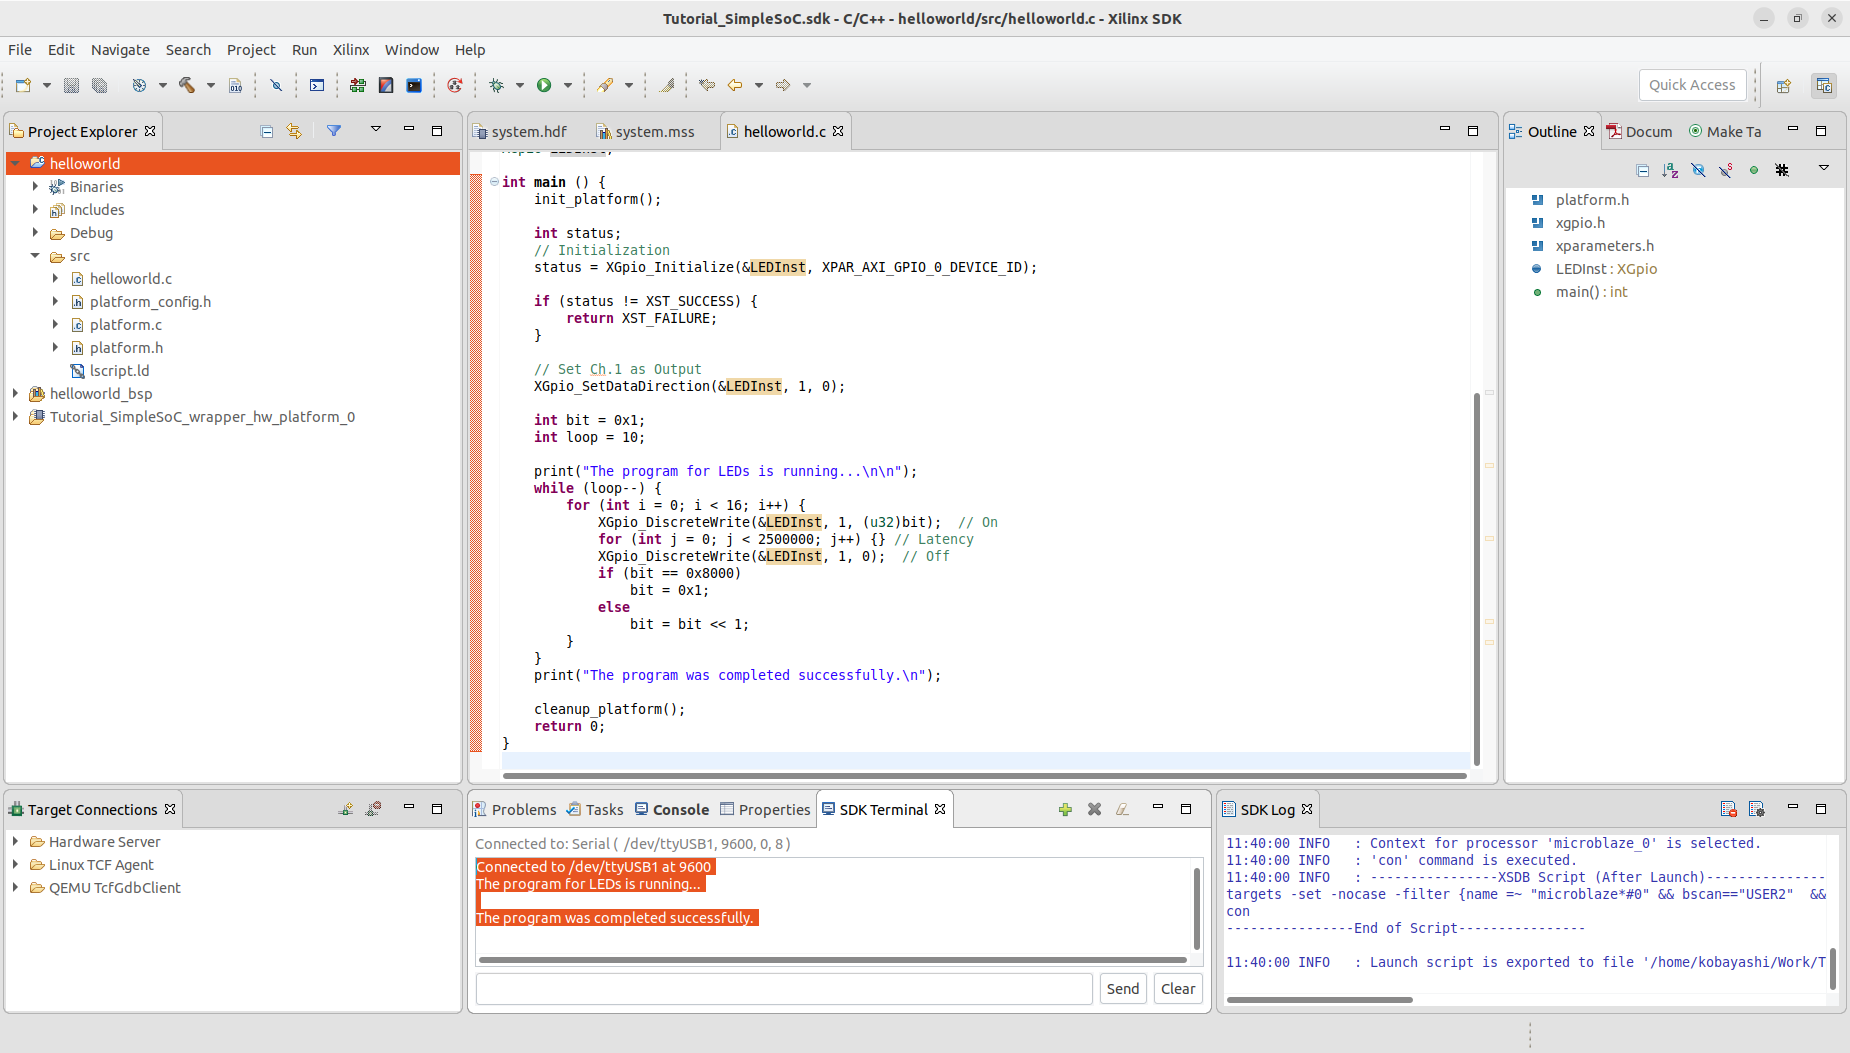 Tutorial_SimpleSoC.sdk - C/C++ - helloworld/src/helloworld.c - Xilinx SDK
File Edit Navigate Search Project Run Xilinx Window Help
Quick Access
Project Explorer
helloworld
Binaries
Includes
Debug
src
helloworld.c
platform_config.h
platform.c
platform.h
lscript.ld
helloworld_bsp
Tutorial_SimpleSoC_wrapper_hw_platform_0
system.hdf
system.mss
helloworld.c
int main () {
init_platform();
int status;
// Initialization
status = XGpio_Initialize(&LEDInst, XPAR_AXI_GPIO_0_DEVICE_ID);
if (status != XST_SUCCESS) {
return XST_FAILURE;
}
// Set Ch.1 as Output
XGpio_SetDataDirection(&LEDInst, 1, 0);
int bit = 0x1;
int loop = 10;
print("The program for LEDs is running...\n\n");
while (loop--) {
for (int i = 0; i < 16; i++) {
XGpio_DiscreteWrite(&LEDInst, 1, (u32)bit);  // On
for (int j = 0; j < 2500000; j++) {} // Latency
XGpio_DiscreteWrite(&LEDInst, 1, 0);  // Off
if (bit == 0x8000)
bit = 0x1;
else
bit = bit << 1;
}
}
print("The program was completed successfully.\n");
cleanup_platform();
return 0;
}
Outline
Docum
Make Ta
platform.h
xgpio.h
xparameters.h
LEDInst : XGpio
main() : int
Target Connections
Hardware Server
Linux TCF Agent
QEMU TcfGdbClient
Problems
Tasks
Console
Properties
SDK Terminal
Connected to: Serial ( /dev/ttyUSB1, 9600, 0, 8 )
Connected to /dev/ttyUSB1 at 9600
The program for LEDs is running...
The program was completed successfully.
Send
Clear
SDK Log
11:40:00 INFO   : Context for processor 'microblaze_0' is selected.
11:40:00 INFO   : 'con' command is executed.
11:40:00 INFO   : ----------------XSDB Script (After Launch)---------------
targets -set -nocase -filter {name =~ "microblaze*#0" && bscan=="USER2"  &&
con
----------------End of Script----------------
11:40:00 INFO   : Launch script is exported to file '/home/kobayashi/Work/T